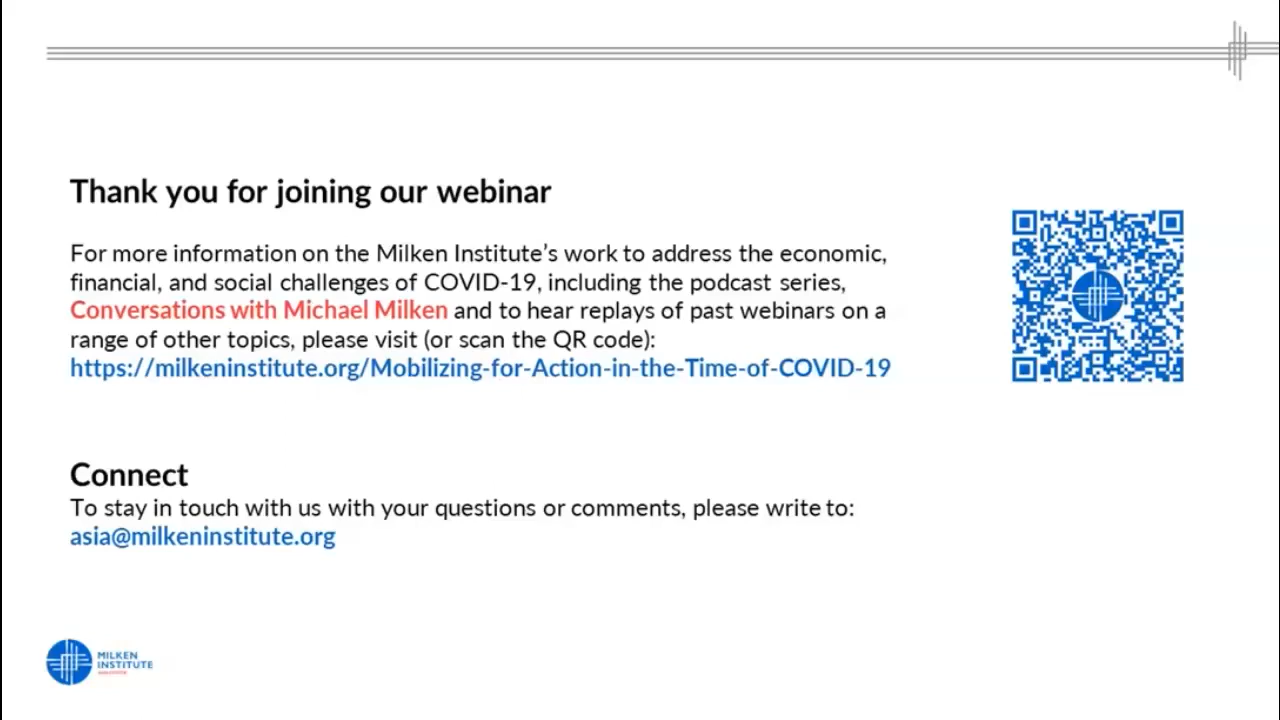 Thank you for joining our webinar
For more information on the Milken Institute’s work to address the economic,
financial, and social challenges of COVID-19, including the podcast series,
Conversations with Michael Milken and to hear replays of past webinars on a
range of other topics, please visit (or scan the QR code):
https://milkeninstitute.org/Mobilizing-for-Action-in-the-Time-of-COVID-19
Connect
To stay in touch with us with your questions or comments, please write to:
asia@milkeninstitute.org
MILKEN
INSTITUTE